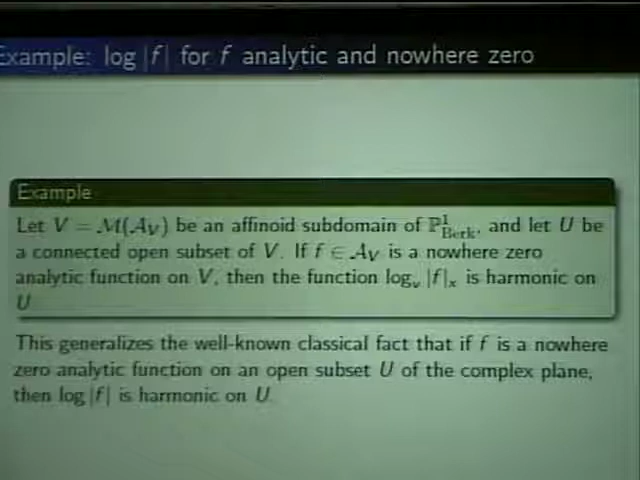 Example: log |f| for f analytic and nowhere zero
Example
Let V = M(A_V) be an affinoid subdomain of P^1_Berk, and let U be
a connected open subset of V. If f ∈ A_V is a nowhere zero
analytic function on V, then the function log_v |f|_x is harmonic on
U
This generalizes the well-known classical fact that if f is a nowhere
zero analytic function on an open subset U of the complex plane,
then log |f| is harmonic on U.